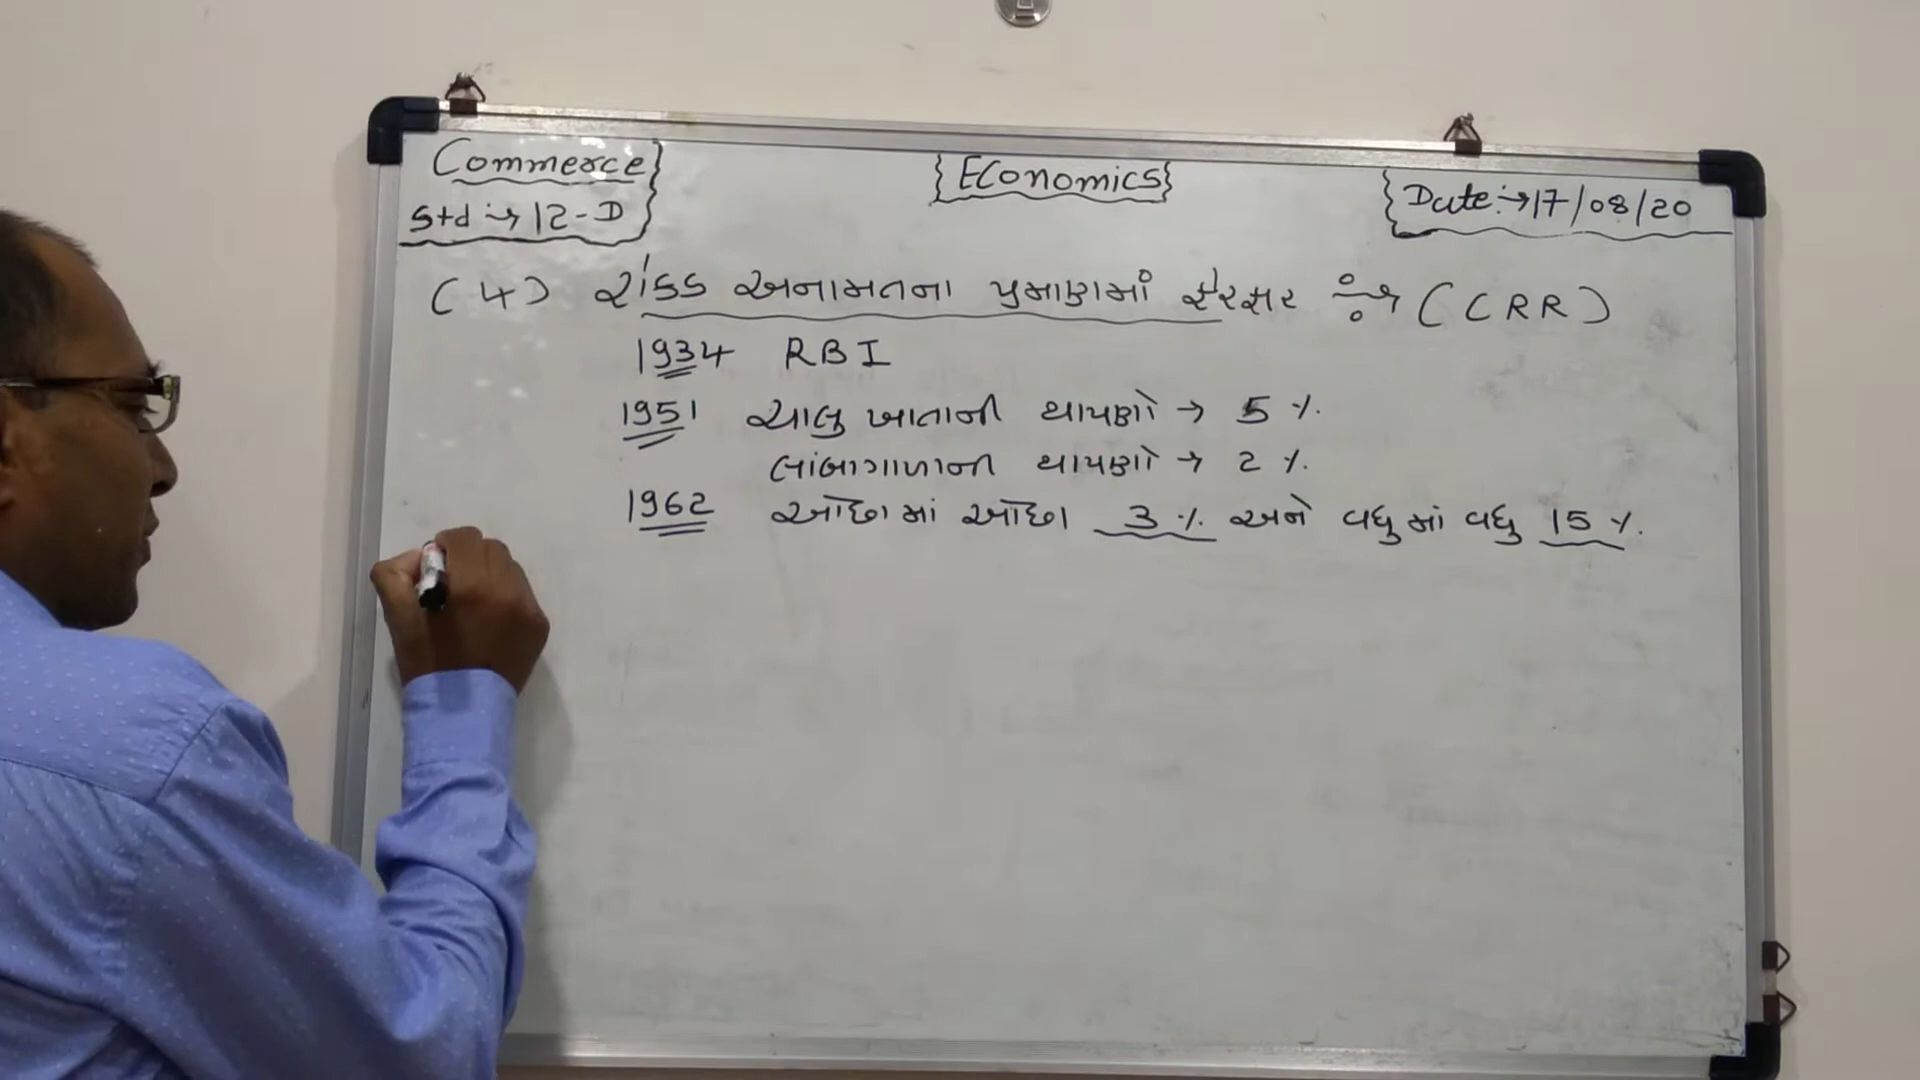 Commerce
Std :→ 12-D
Economics
Date :→ 17/08/20
(4) રોકડ અનામતના પ્રમાણમાં ફેરફાર :→ (CRR)
1934 RBI
1951 ચાલુ ખાતાની થાપણો → 5 %.
લાંબાગાળાની થાપણો → 2 %.
1962 ઓછામાં ઓછા 3 %. અને વધુમાં વધુ 15 %.